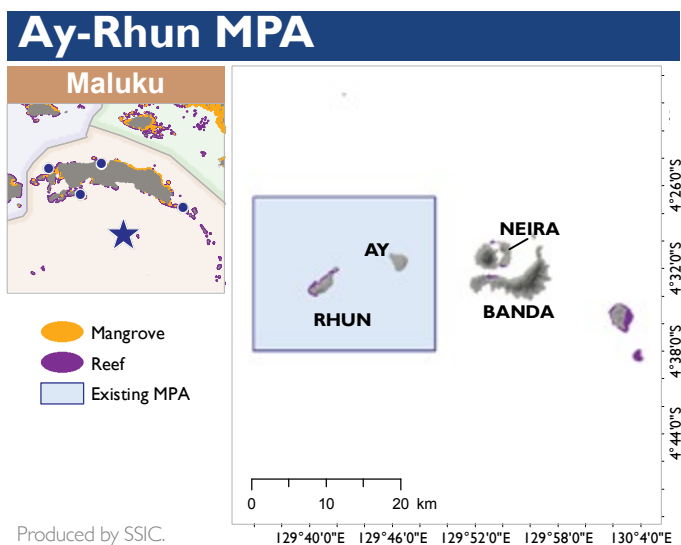 Ay-Rhun MPA
Maluku
Mangrove
Reef
Existing MPA
Produced by SSIC.
NEIRA
AY
RHUN
BANDA
4°26'0"S
4°32'0"S
4°38'0"S
4°44'0"S
0 10 20 km
129°40'0"E 129°46'0"E 129°52'0"E 129°58'0"E 130°4'0"E